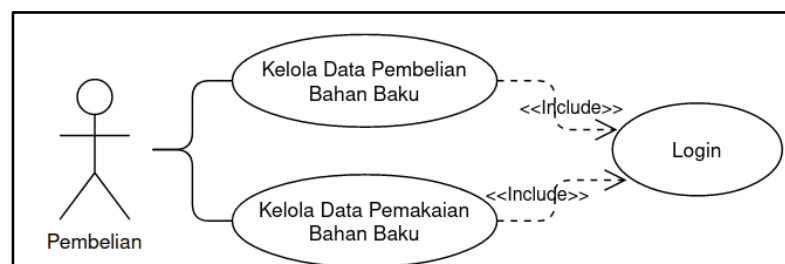 Kelola Data Pembelian
Bahan Baku
<<Include>>
Login
<<Include>>
Kelola Data Pemakaian
Bahan Baku
Pembelian